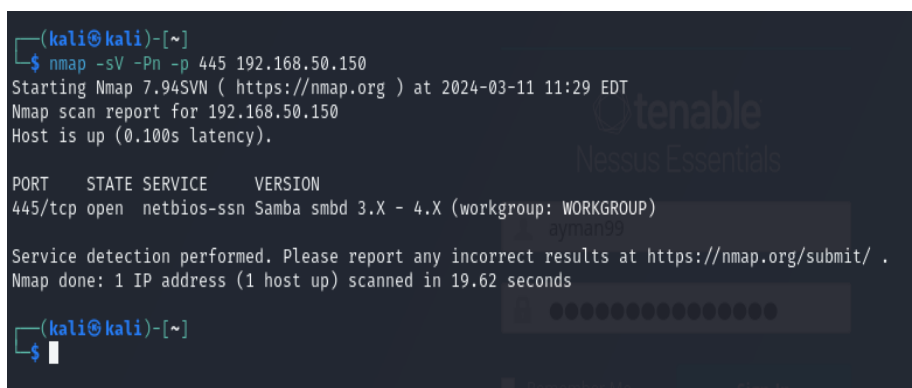 (kali㉿kali)-[~]
$ nmap -sV -Pn -p 445 192.168.50.150
Starting Nmap 7.94SVN ( https://nmap.org ) at 2024-03-11 11:29 EDT
Nmap scan report for 192.168.50.150
Host is up (0.100s latency).
PORT    STATE SERVICE     VERSION
445/tcp open  netbios-ssn Samba smbd 3.X - 4.X (workgroup: WORKGROUP)
Service detection performed. Please report any incorrect results at https://nmap.org/submit/ .
Nmap done: 1 IP address (1 host up) scanned in 19.62 seconds
(kali㉿kali)-[~]
$
tenable
Nessus Essentials
ayman99